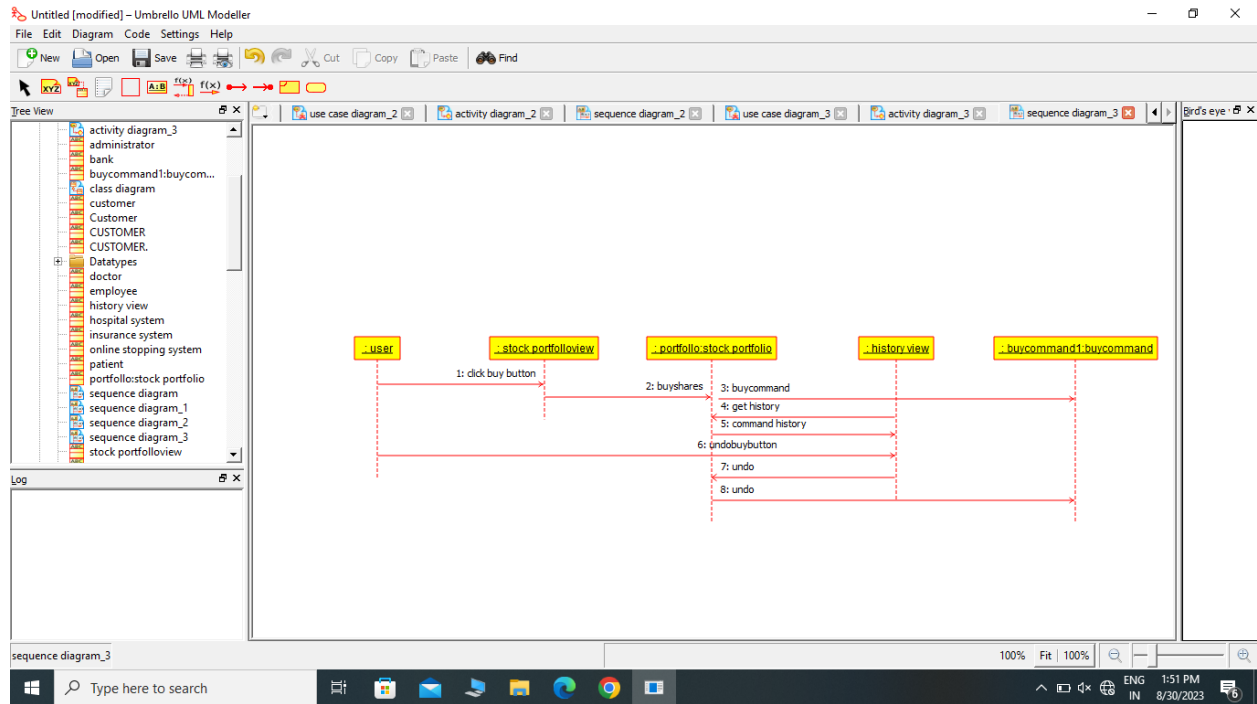 Untitled [modified] – Umbrello UML Modeller
File Edit Diagram Code Settings Help
New Open Save Cut Copy Paste Find
XYZ A:B f(x) f(x)
Tree View
use case diagram_2 activity diagram_2 sequence diagram_2 use case diagram_3 activity diagram_3 sequence diagram_3
Bird's eye
activity diagram_3
administrator
bank
buycommand1:buycom...
class diagram
customer
Customer
CUSTOMER
CUSTOMER.
Datatypes
doctor
employee
history view
hospital system
insurance system
online stopping system
patient
portfollo:stock portfolio
sequence diagram
sequence diagram_1
sequence diagram_2
sequence diagram_3
stock portfolloview
Log
: user : stock portfolloview : portfollo:stock portfolio : history view : buycommand1:buycommand
1: click buy button
2: buyshares
3: buycommand
4: get history
5: command history
6: undobuybutton
7: undo
8: undo
sequence diagram_3
100% Fit 100%
Type here to search
ENG
IN
1:51 PM
8/30/2023
6